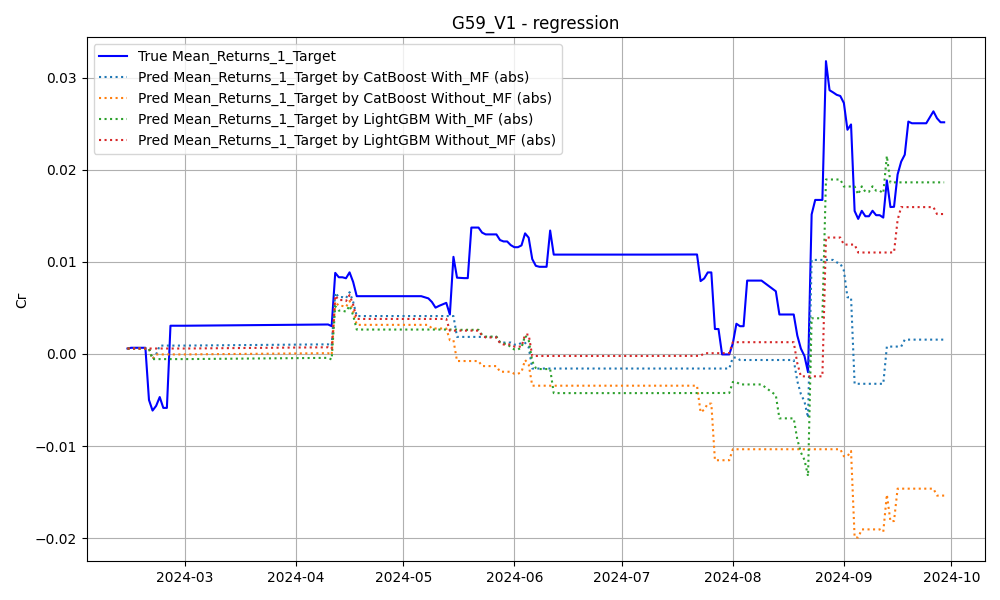 G59_V1 - regression
True Mean_Returns_1_Target
Pred Mean_Returns_1_Target by CatBoost With_MF (abs)
Pred Mean_Returns_1_Target by CatBoost Without_MF (abs)
Pred Mean_Returns_1_Target by LightGBM With_MF (abs)
Pred Mean_Returns_1_Target by LightGBM Without_MF (abs)
0.03
0.02
0.01
0.00
−0.01
−0.02
Cr
2024-03
2024-04
2024-05
2024-06
2024-07
2024-08
2024-09
2024-10